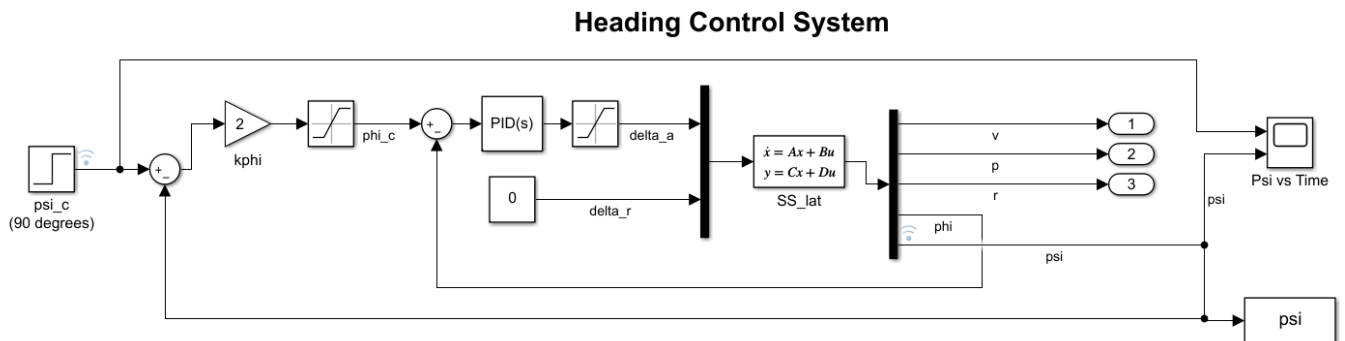 Heading Control System
psi_c
(90 degrees)
+
−
2
kphi
phi_c
+
−
PID(s)
delta_a
0
delta_r
ẋ = Ax + Bu
y = Cx + Du
SS_lat
v
p
r
phi
psi
1
2
3
Psi vs Time
psi
psi